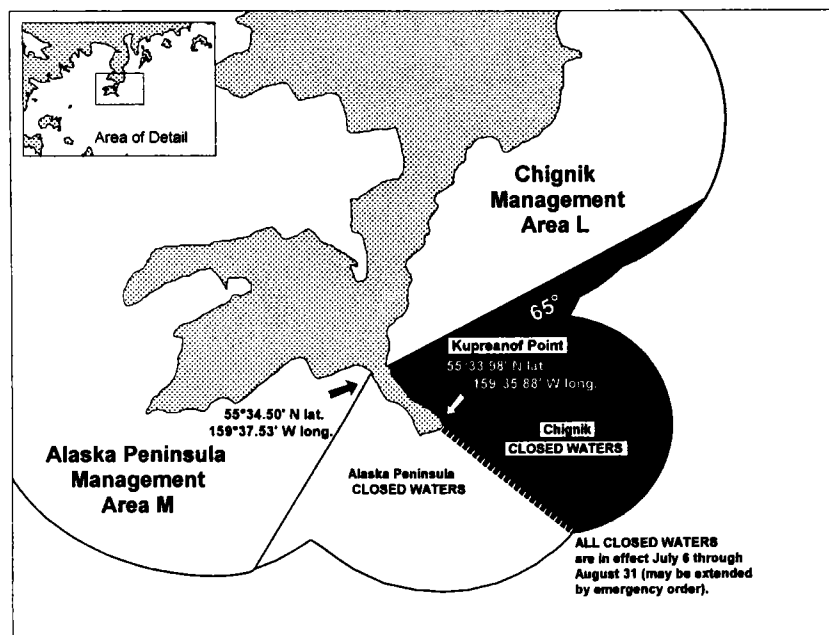 Area of Detail
Chignik
Management
Area L
65°
Kupreanof Point
55°33.98' N lat
159°35.88' W long.
55°34.50' N lat.
159°37.53' W long.
Chignik
CLOSED WATERS
Alaska Peninsula
Management
Area M
Alaska Peninsula
CLOSED WATERS
ALL CLOSED WATERS
are in effect July 6 through
August 31 (may be extended
by emergency order).